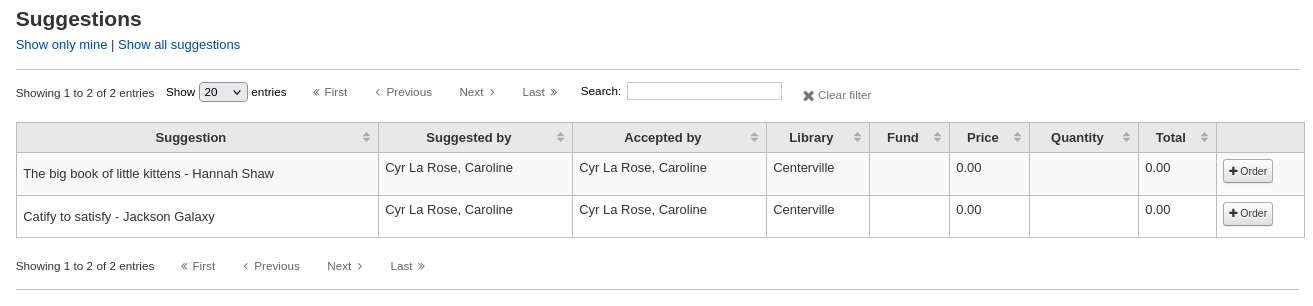 Suggestions
Show only mine | Show all suggestions
Showing 1 to 2 of 2 entries Show 20 entries « First ‹ Previous Next › Last » Search: ✖ Clear filter
Suggestion Suggested by Accepted by Library Fund Price Quantity Total
The big book of little kittens - Hannah Shaw Cyr La Rose, Caroline Cyr La Rose, Caroline Centerville 0.00 0.00 + Order
Catify to satisfy - Jackson Galaxy Cyr La Rose, Caroline Cyr La Rose, Caroline Centerville 0.00 0.00 + Order
Showing 1 to 2 of 2 entries « First ‹ Previous Next › Last »